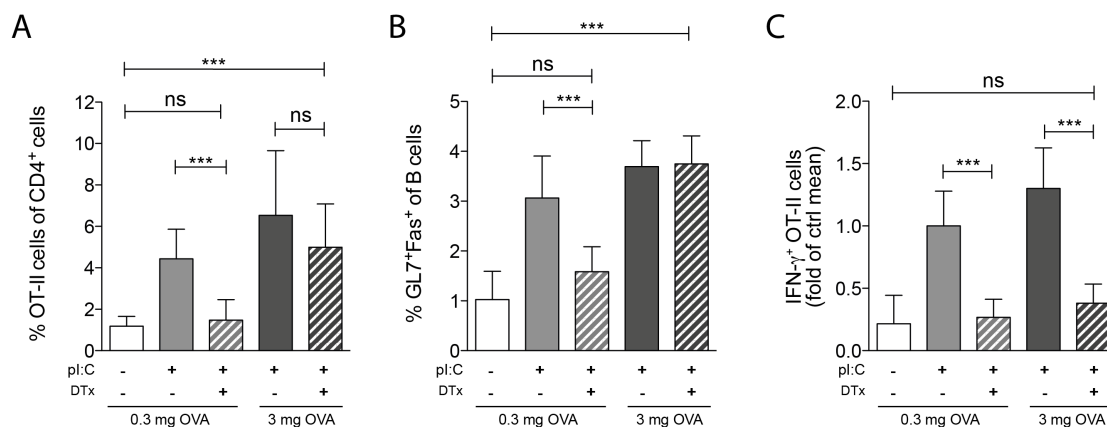 A
% OT-II cells of CD4⁺ cells
***
ns
ns
***
12
10
8
6
4
2
0
pI:C - + + + +
DTx - - + - +
0.3 mg OVA 3 mg OVA
B
% GL7⁺Fas⁺ of B cells
***
ns
***
5
4
3
2
1
0
pI:C - + + + +
DTx - - + - +
0.3 mg OVA 3 mg OVA
C
IFN-γ⁺ OT-II cells
(fold of ctrl mean)
ns
***
***
2.0
1.5
1.0
0.5
0.0
pI:C - + + + +
DTx - - + - +
0.3 mg OVA 3 mg OVA